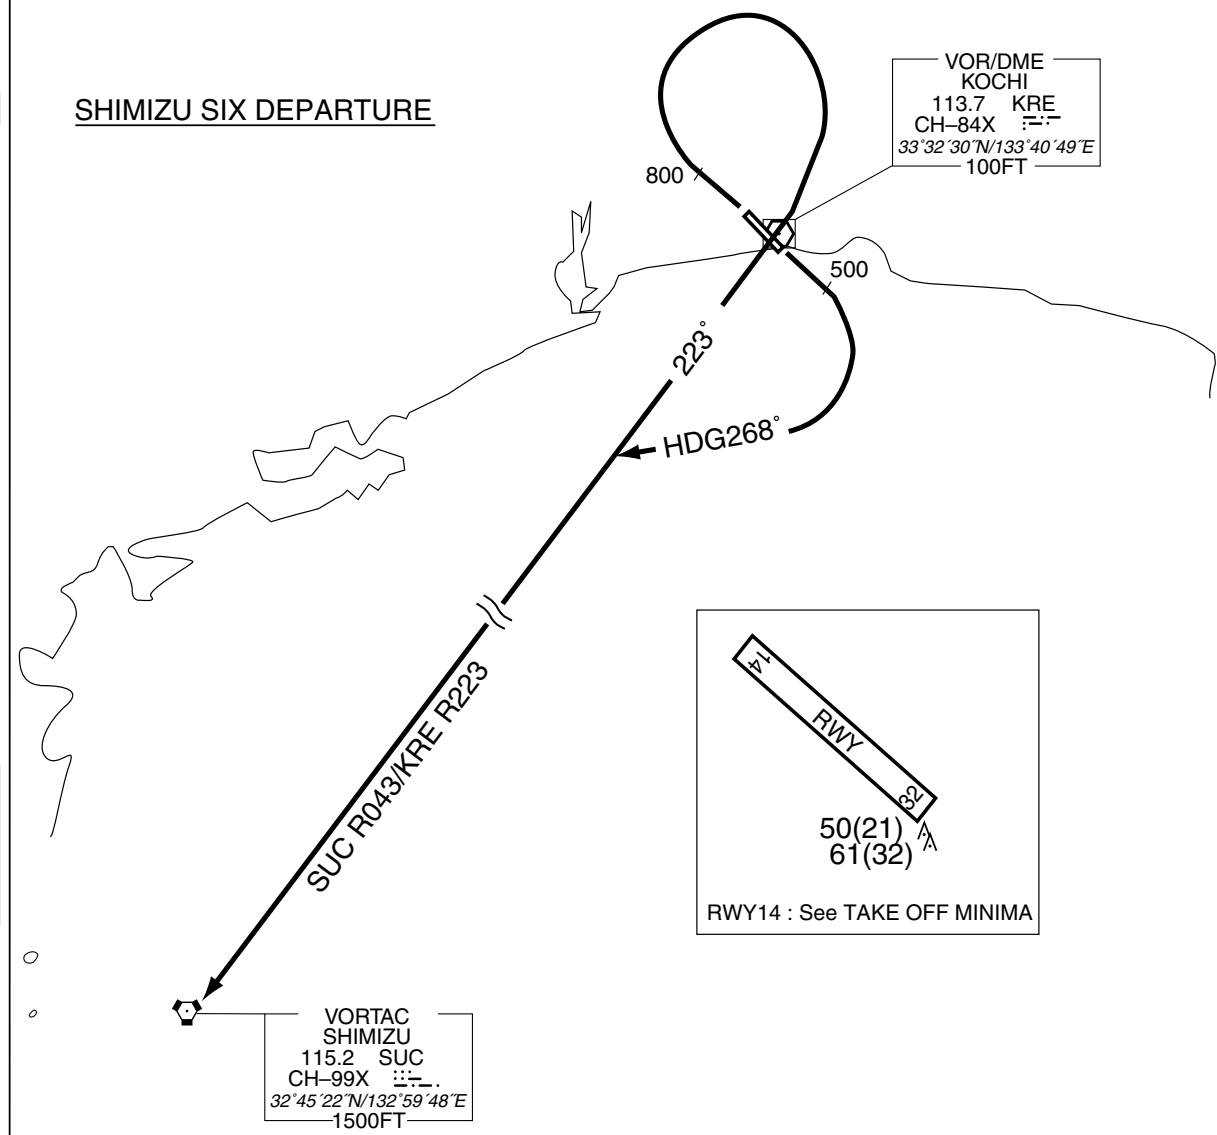 SHIMIZU SIX DEPARTURE
VOR/DME
KOCHI
113.7 KRE
CH–84X
33°32´30˝N/133°40´49˝E
100FT
800
500
223°
HDG268°
SUC R043/KRE R223
14
RWY
32
50(21)
61(32)
RWY14 : See TAKE OFF MINIMA
VORTAC
SHIMIZU
115.2 SUC
CH–99X
32°45´22˝N/132°59´48˝E
1500FT